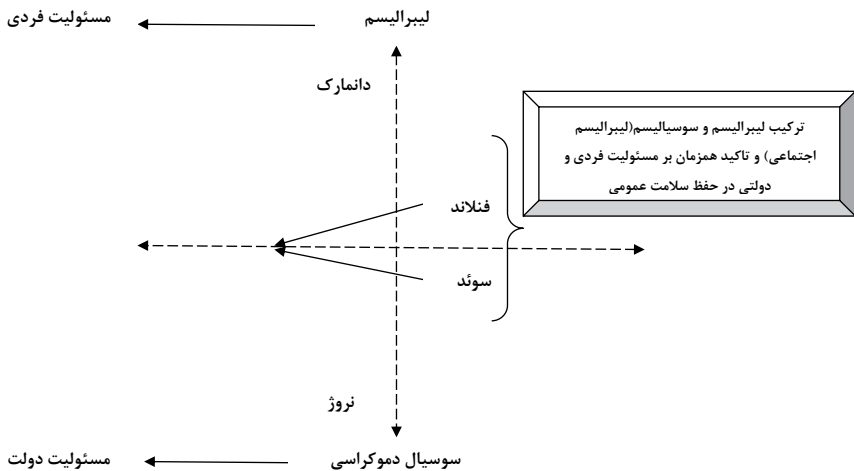 لیبرالیسم
مسئولیت فردی
دانمارک
ترکیب لیبرالیسم و سوسیالیسم(لیبرالیسم
اجتماعی) و تاکید همزمان بر مسئولیت فردی و
دولتی در حفظ سلامت عمومی
فنلاند
سوئد
نروژ
سوسیال دموکراسی
مسئولیت دولت